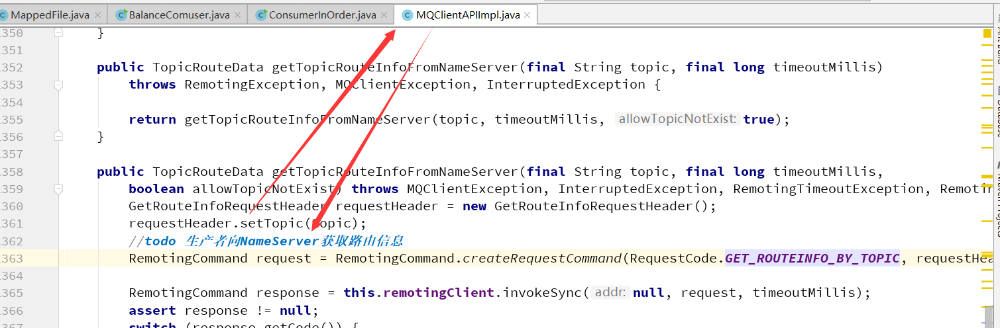 MappedFile.java BalanceComuser.java ConsumerInOrder.java MQClientAPIImpl.java
350 }
351
352 public TopicRouteData getTopicRouteInfoFromNameServer(final String topic, final long timeoutMillis)
353 throws RemotingException, MQClientException, InterruptedException {
354
355 return getTopicRouteInfoFromNameServer(topic, timeoutMillis, allowTopicNotExist: true);
356 }
357
358 public TopicRouteData getTopicRouteInfoFromNameServer(final String topic, final long timeoutMillis,
359 boolean allowTopicNotExist) throws MQClientException, InterruptedException, RemotingTimeoutException, Remotin
360 GetRouteInfoRequestHeader requestHeader = new GetRouteInfoRequestHeader();
361 requestHeader.setTopic(topic);
362 //todo 生产者向NameServer获取路由信息
363 RemotingCommand request = RemotingCommand.createRequestCommand(RequestCode.GET_ROUTEINFO_BY_TOPIC, requestHea
364
365 RemotingCommand response = this.remotingClient.invokeSync( addr: null, request, timeoutMillis);
366 assert response != null;
367 switch (response.getCode()) {